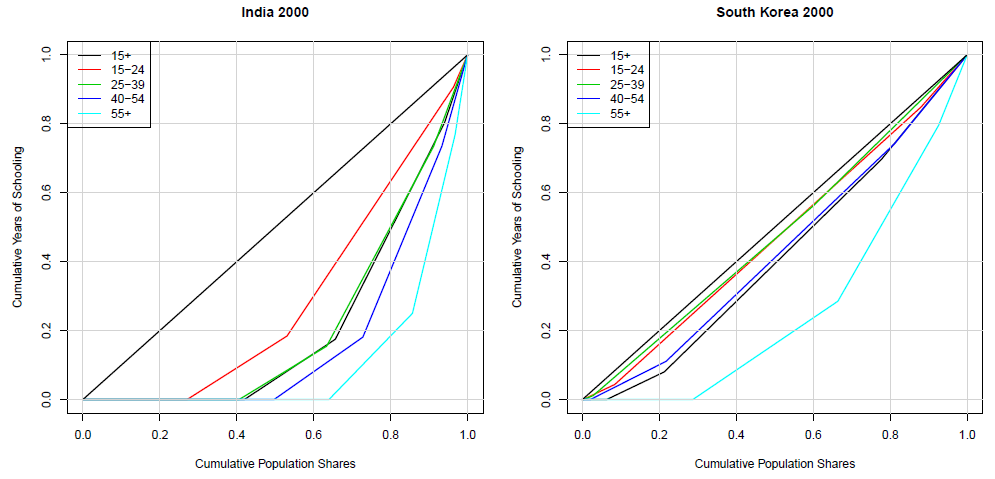 India 2000
Cumulative Years of Schooling
1.0
0.8
0.6
0.4
0.2
0.0
15+
15−24
25−39
40−54
55+
0.0 0.2 0.4 0.6 0.8 1.0
Cumulative Population Shares
South Korea 2000
Cumulative Years of Schooling
1.0
0.8
0.6
0.4
0.2
0.0
15+
15−24
25−39
40−54
55+
0.0 0.2 0.4 0.6 0.8 1.0
Cumulative Population Shares